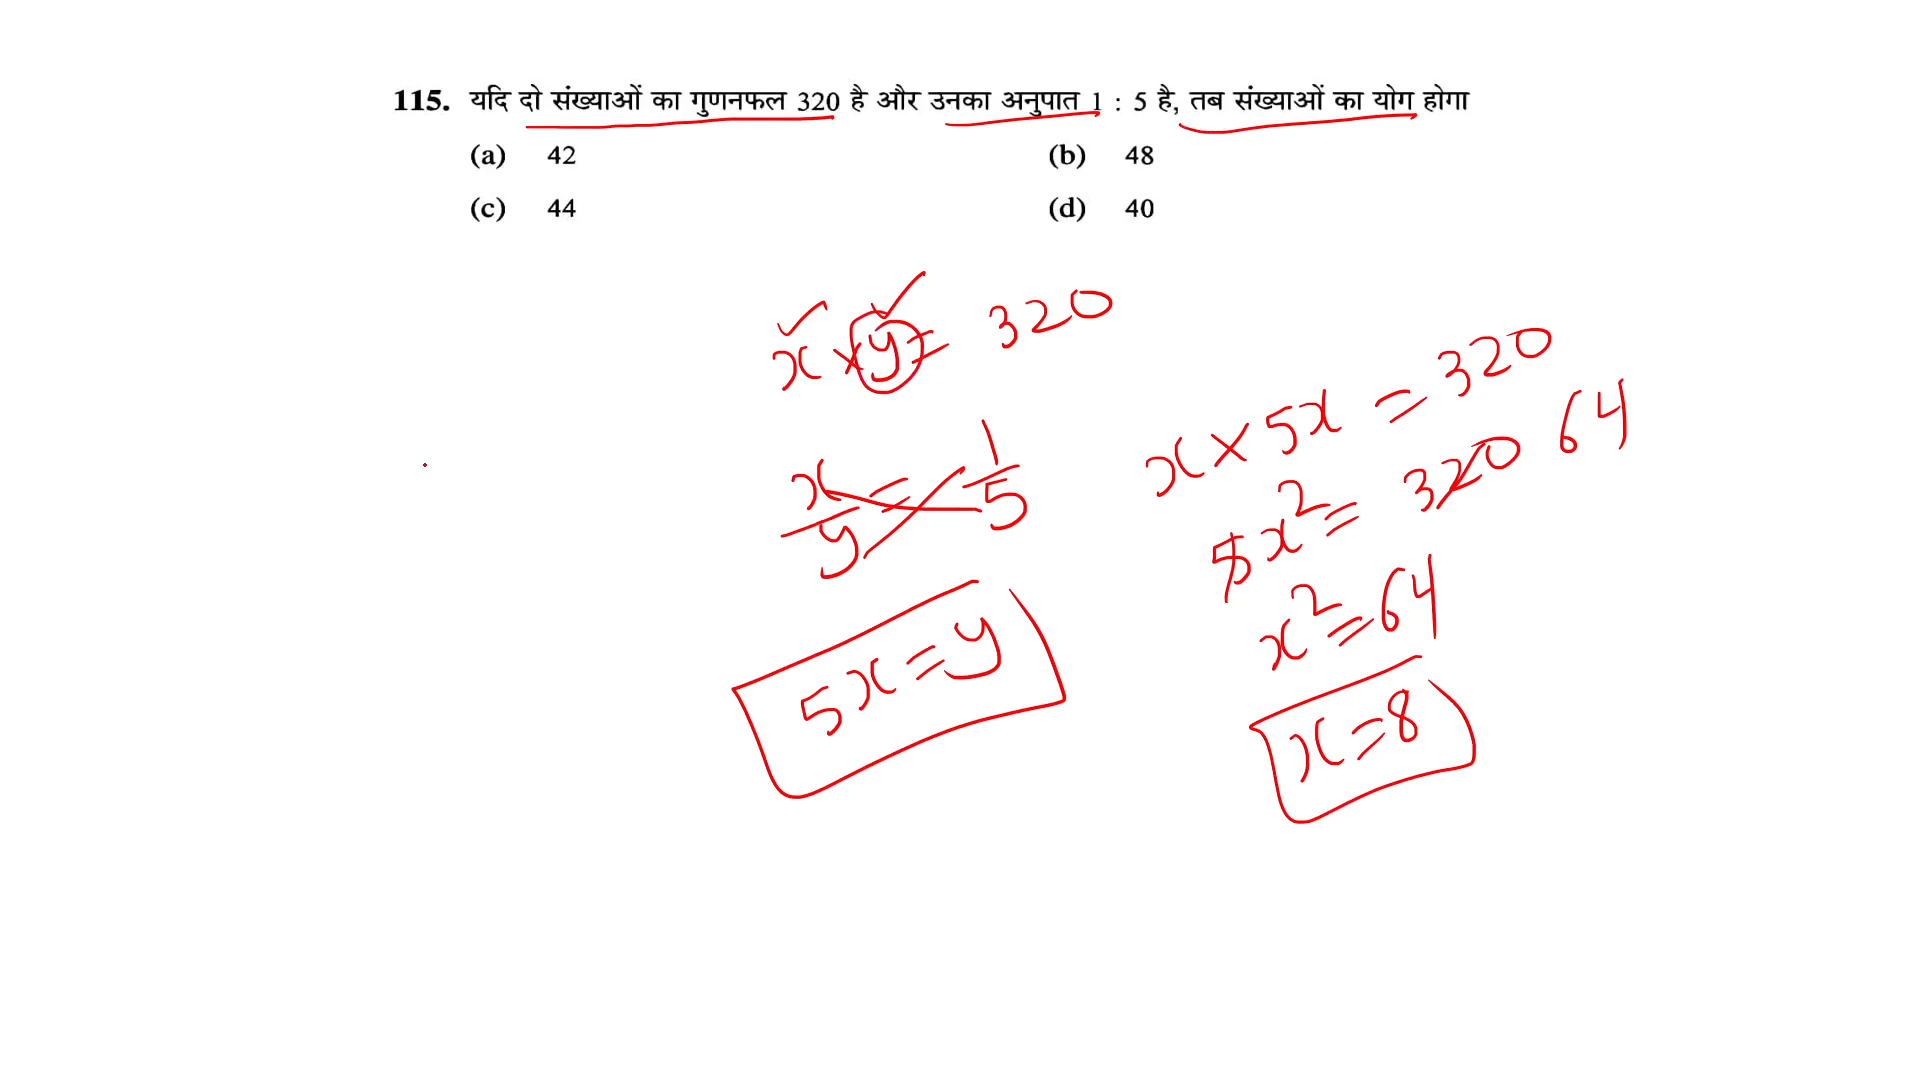 115. यदि दो संख्याओं का गुणनफल 320 है और उनका अनुपात 1 : 5 है, तब संख्याओं का योग होगा
(a) 42 (b) 48
(c) 44 (d) 40
x × y = 320
x/y = 1/5
5x = y
x × 5x = 320
5x² = 320 64
x² = 64
x = 8